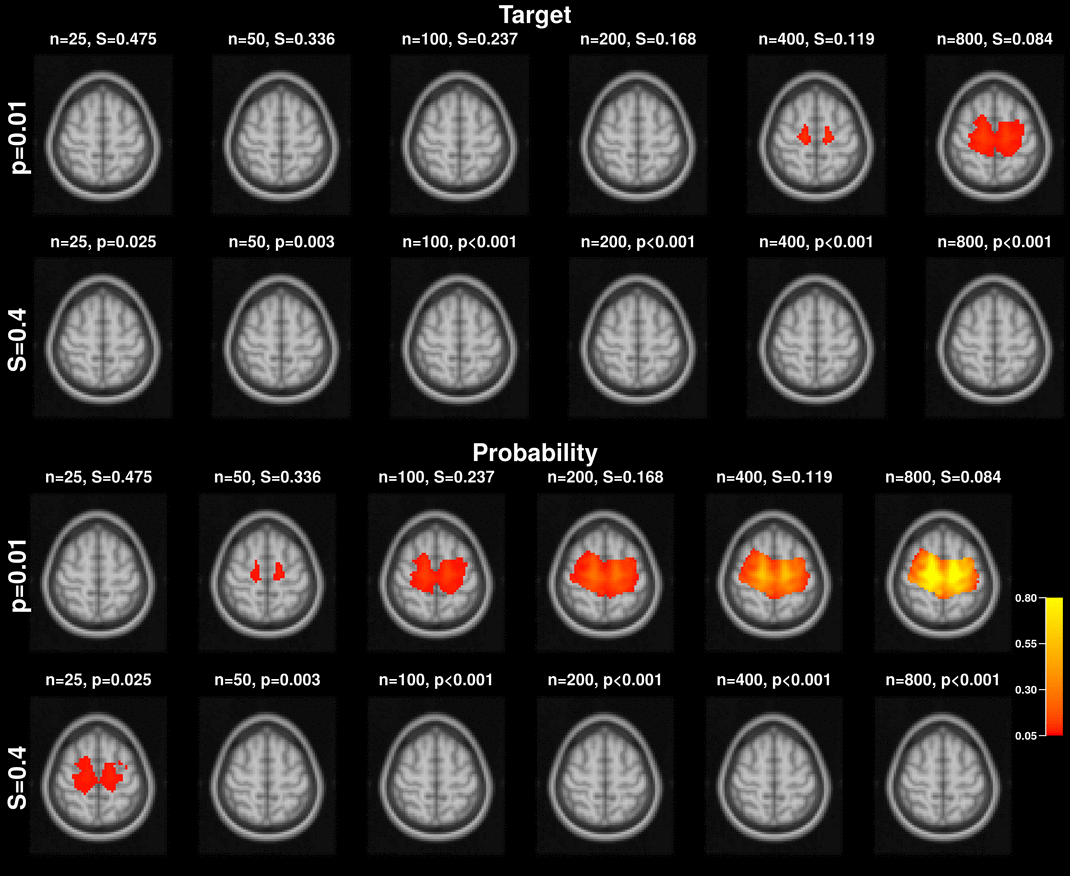 Target
n=25, S=0.475 n=50, S=0.336 n=100, S=0.237 n=200, S=0.168 n=400, S=0.119 n=800, S=0.084
p=0.01
n=25, p=0.025 n=50, p=0.003 n=100, p<0.001 n=200, p<0.001 n=400, p<0.001 n=800, p<0.001
S=0.4
Probability
n=25, S=0.475 n=50, S=0.336 n=100, S=0.237 n=200, S=0.168 n=400, S=0.119 n=800, S=0.084
p=0.01
0.80
0.55
0.30
0.05
n=25, p=0.025 n=50, p=0.003 n=100, p<0.001 n=200, p<0.001 n=400, p<0.001 n=800, p<0.001
S=0.4